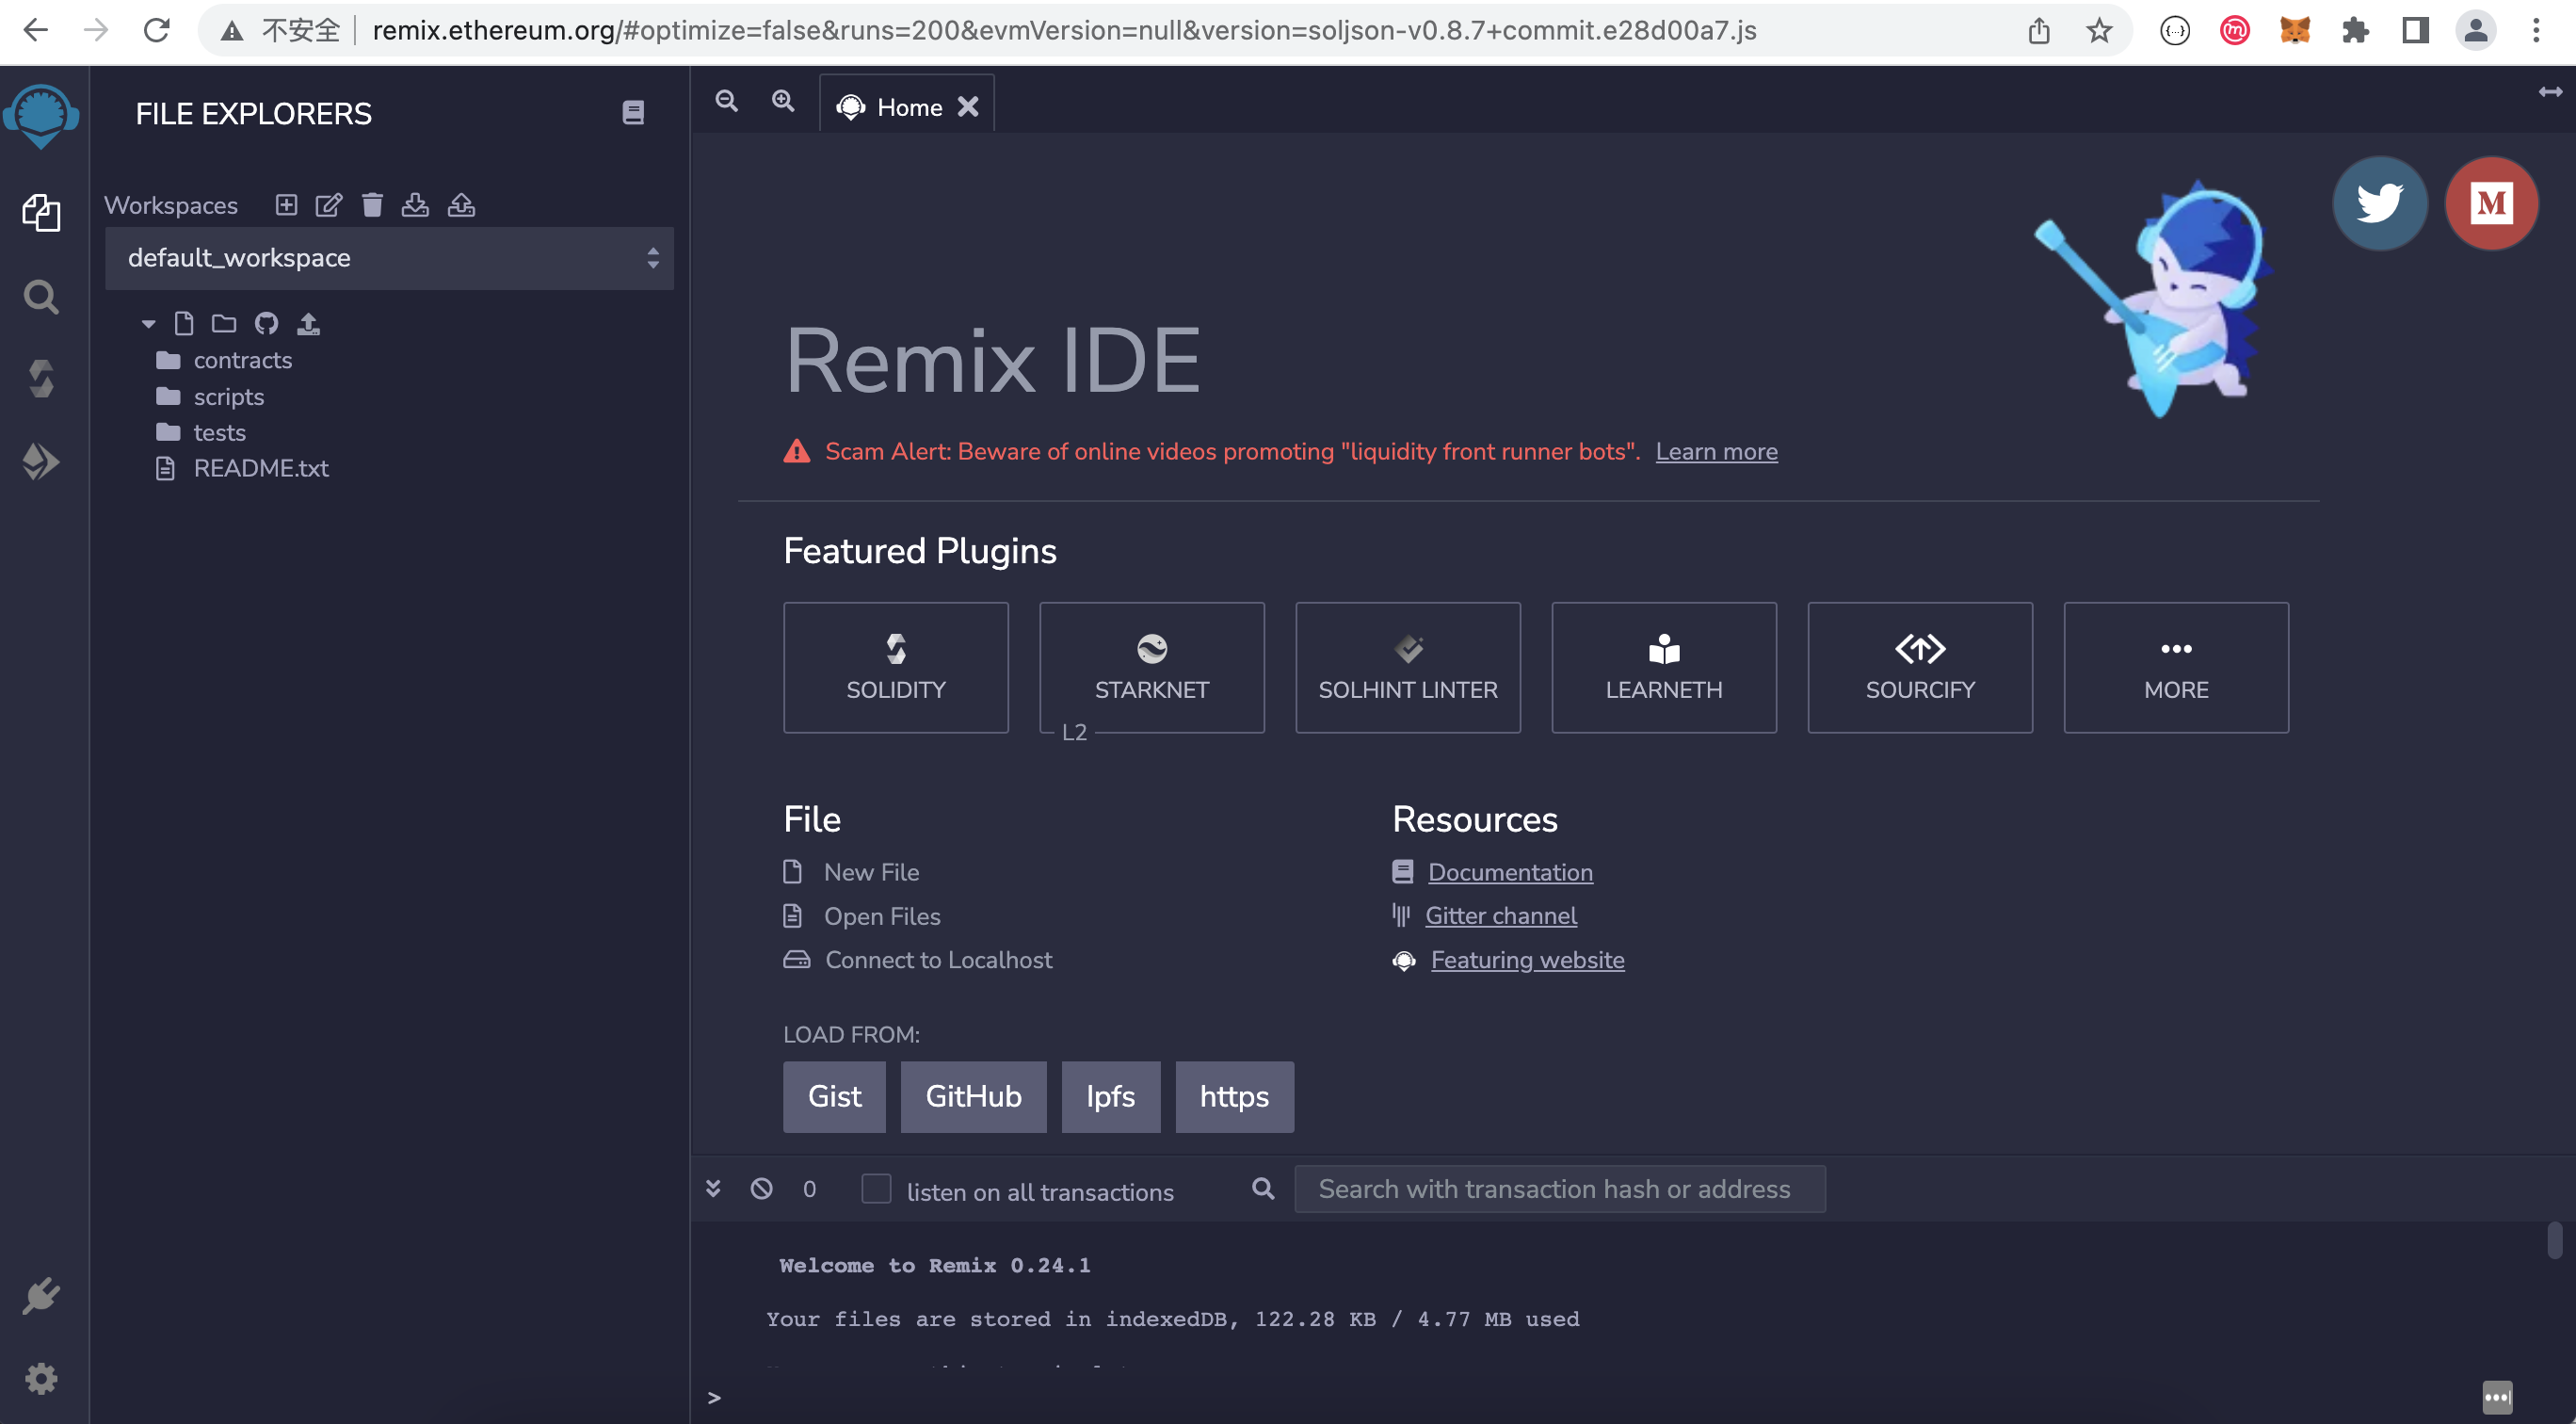 不安全 remix.ethereum.org/#optimize=false&runs=200&evmVersion=null&version=soljson-v0.8.7+commit.e28d00a7.js
FILE EXPLORERS
Workspaces
default_workspace
contracts
scripts
tests
README.txt
Home
Remix IDE
Scam Alert: Beware of online videos promoting "liquidity front runner bots". Learn more
Featured Plugins
SOLIDITY
STARKNET
L2
SOLHINT LINTER
LEARNETH
SOURCIFY
MORE
File
New File
Open Files
Connect to Localhost
Resources
Documentation
Gitter channel
Featuring website
LOAD FROM:
Gist GitHub Ipfs https
0 listen on all transactions Search with transaction hash or address
Welcome to Remix 0.24.1
Your files are stored in indexedDB, 122.28 KB / 4.77 MB used
>